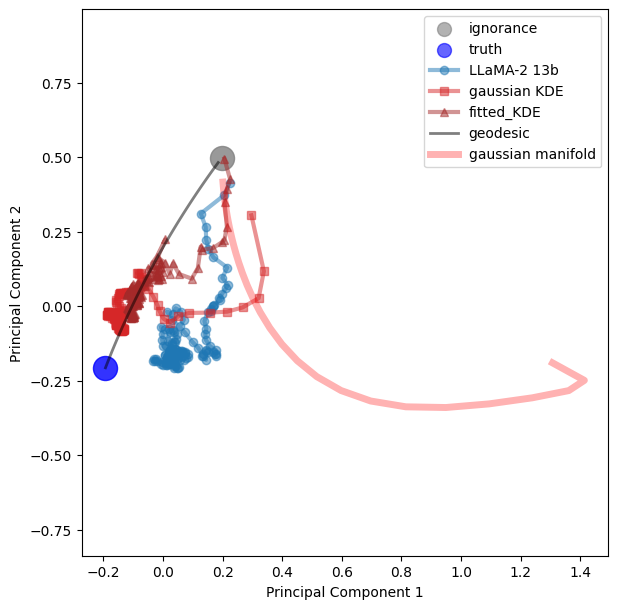 ignorance
truth
LLaMA-2 13b
gaussian KDE
fitted_KDE
geodesic
gaussian manifold
Principal Component 2
0.75
0.50
0.25
0.00
−0.25
−0.50
−0.75
−0.2 0.0 0.2 0.4 0.6 0.8 1.0 1.2 1.4
Principal Component 1